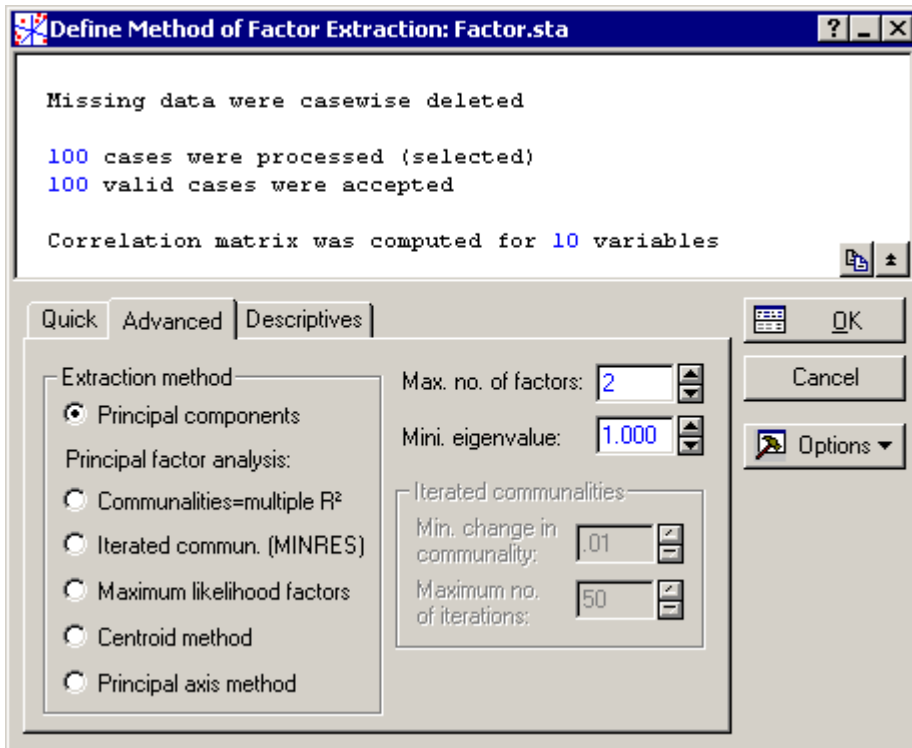 Define Method of Factor Extraction: Factor.sta
Missing data were casewise deleted
100 cases were processed (selected)
100 valid cases were accepted
Correlation matrix was computed for 10 variables
Quick Advanced Descriptives
OK
Cancel
Options
Extraction method
Principal components
Principal factor analysis:
Communalities=multiple R²
Iterated commun. (MINRES)
Maximum likelihood factors
Centroid method
Principal axis method
Max. no. of factors: 2
Mini. eigenvalue: 1.000
Iterated communalities
Min. change in
communality: .01
Maximum no.
of iterations: 50